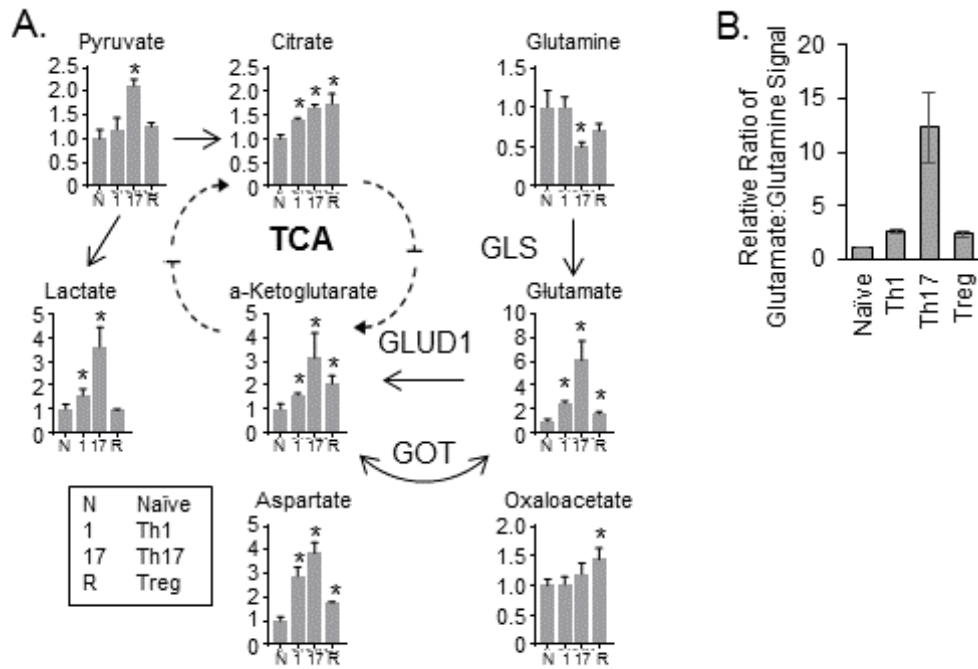 A.
Pyruvate
2.5
2.0
1.5
1.0
0.5
0
*
N 1 17 R
Citrate
2.5
2.0
1.5
1.0
0.5
0
* * *
N 1 17 R
Glutamine
1.5
1.0
0.5
0
*
N 1 17 R
TCA
GLS
Lactate
5
4
3
2
1
0
* *
N 1 17 R
a-Ketoglutarate
5
4
3
2
1
0
* * *
N 1 17 R
GLUD1
Glutamate
10
8
6
4
2
0
* * *
N 1 17 R
GOT
N Naïve
1 Th1
17 Th17
R Treg
Aspartate
5
4
3
2
1
0
* * *
N 1 17 R
Oxaloacetate
2.0
1.5
1.0
0.5
0
*
N 1 17 R
B.
Relative Ratio of
Glutamate:Glutamine Signal
20
15
10
5
0
Naïve
Th1
Th17
Treg